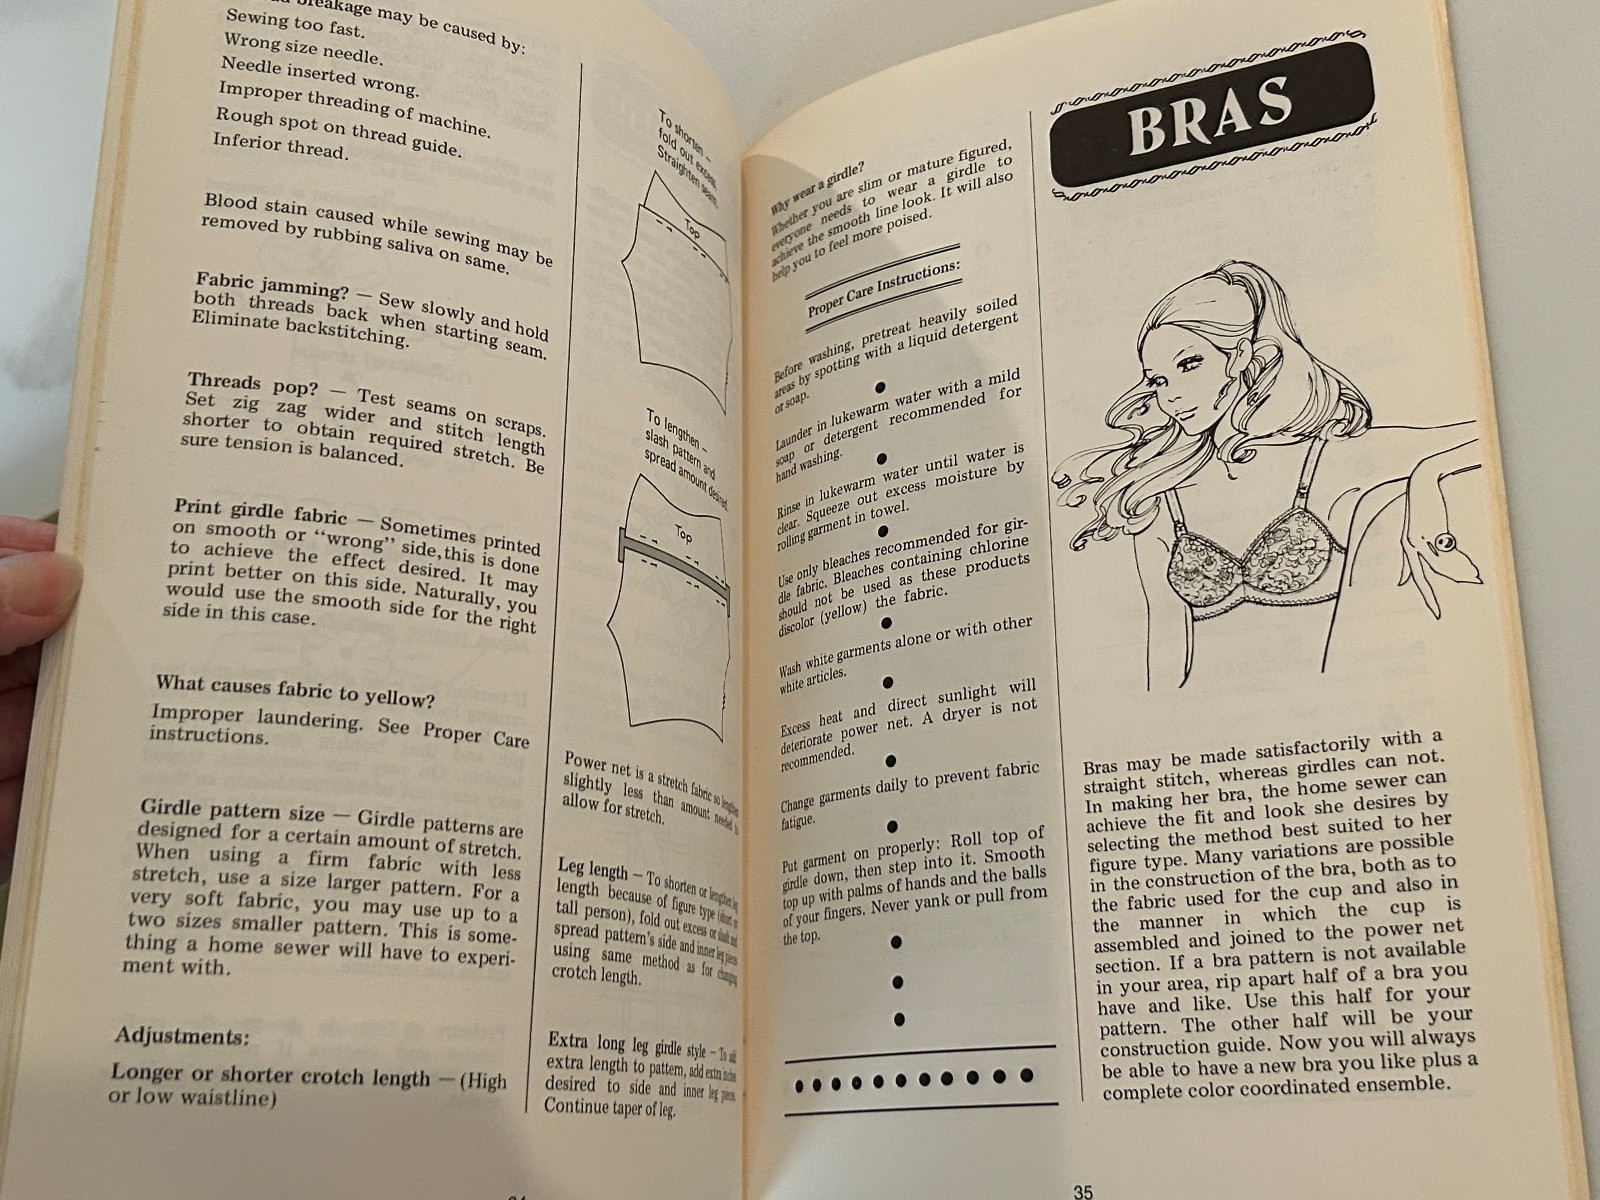 breakage may be caused by:
Sewing too fast.
Wrong size needle.
Needle inserted wrong.
Improper threading of machine.
Rough spot on thread guide.
Inferior thread.
Blood stain caused while sewing may be
removed by rubbing saliva on same.
Fabric jamming? — Sew slowly and hold
both threads back when starting seam.
Eliminate backstitching.
Threads pop? — Test seams on scraps.
Set zig zag wider and stitch length
shorter to obtain required stretch. Be
sure tension is balanced.
Print girdle fabric — Sometimes printed
on smooth or “wrong” side, this is done
to achieve the effect desired. It may
print better on this side. Naturally, you
would use the smooth side for the right
side in this case.
What causes fabric to yellow?
Improper laundering. See Proper Care
instructions.
Girdle pattern size — Girdle patterns are
designed for a certain amount of stretch.
When using a firm fabric with less
stretch, use a size larger pattern. For a
very soft fabric, you may use up to a
two sizes smaller pattern. This is some-
thing a home sewer will have to experi-
ment with.
Adjustments:
Longer or shorter crotch length — (High
or low waistline)
To shorten —
fold out excess.
Straighten seam.
Top
To lengthen —
slash pattern and
spread amount desired.
Top
Power net is a stretch fabric so lengthen
slightly less than amount needed to
allow for stretch.
Leg length — To shorten or lengthen leg
length because of figure type (short or
tall person), fold out excess or slash and
spread pattern's side and inner leg pieces
using same method as for changing
crotch length.
Extra long leg girdle style — To add
extra length to pattern, add extra inches
desired to side and inner leg pieces.
Continue taper of leg.
Why wear a girdle?
Whether you are slim or mature figured,
everyone needs to wear a girdle to
achieve the smooth line look. It will also
help you to feel more poised.
Proper Care Instructions:
Before washing, pretreat heavily soiled
areas by spotting with a liquid detergent
or soap.
Launder in lukewarm water with a mild
soap or detergent recommended for
hand washing.
Rinse in lukewarm water until water is
clear. Squeeze out excess moisture by
rolling garment in towel.
Use only bleaches recommended for gir-
dle fabric. Bleaches containing chlorine
should not be used as these products
discolor (yellow) the fabric.
Wash white garments alone or with other
white articles.
Excess heat and direct sunlight will
deteriorate power net. A dryer is not
recommended.
Change garments daily to prevent fabric
fatigue.
Put garment on properly: Roll top of
girdle down, then step into it. Smooth
top up with palms of hands and the balls
of your fingers. Never yank or pull from
the top.
BRAS
Bras may be made satisfactorily with a
straight stitch, whereas girdles can not.
In making her bra, the home sewer can
achieve the fit and look she desires by
selecting the method best suited to her
figure type. Many variations are possible
in the construction of the bra, both as to
the fabric used for the cup and also in
the manner in which the cup is
assembled and joined to the power net
section. If a bra pattern is not available
in your area, rip apart half of a bra you
have and like. Use this half for your
pattern. The other half will be your
construction guide. Now you will always
be able to have a new bra you like plus a
complete color coordinated ensemble.
35